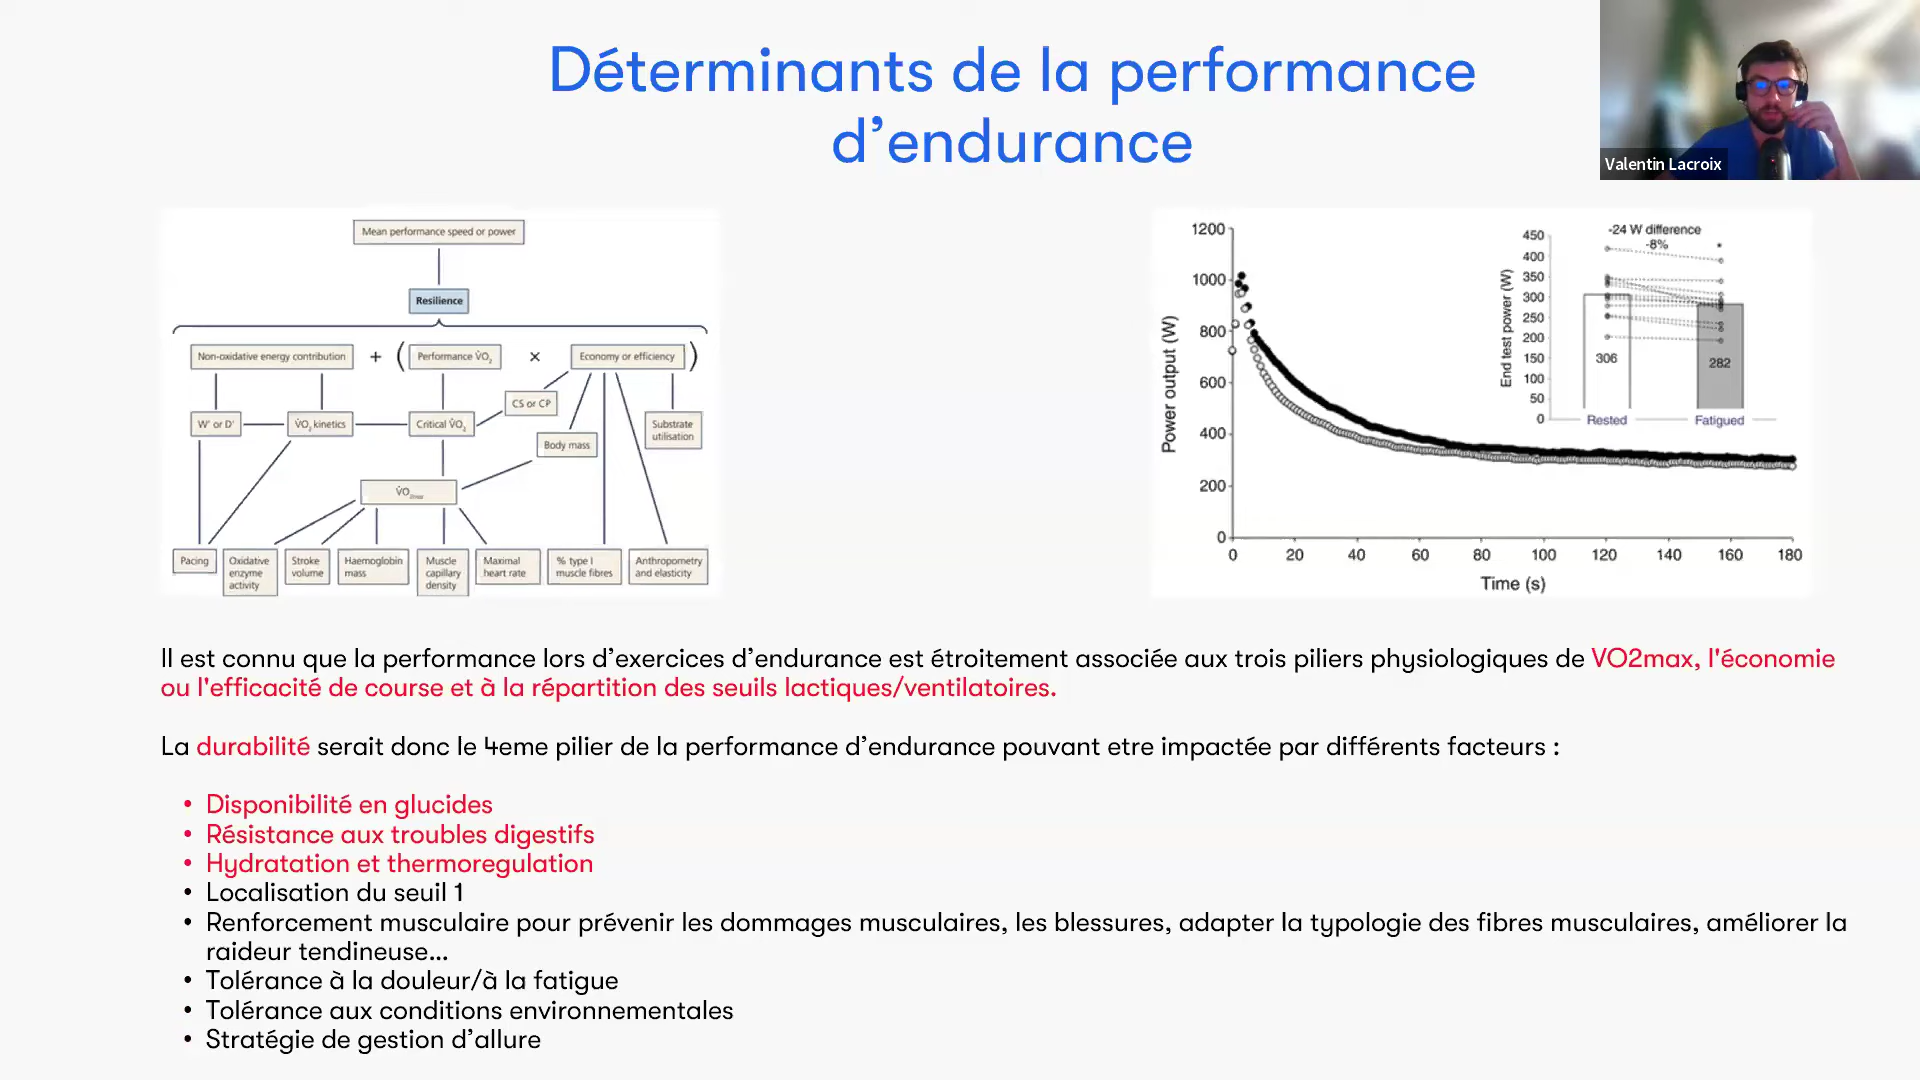 Déterminants de la performance
d’endurance
Valentin Lacroix
Mean performance speed or power
Resilience
Non-oxidative energy contribution + ( Performance V̇O2 × Economy or efficiency )
CS or CP
W' or D'
V̇O2 kinetics
Critical V̇O2
Substrate
utilisation
Body mass
V̇O2max
Pacing
Oxidative
enzyme
activity
Stroke
volume
Haemoglobin
mass
Muscle
capillary
density
Maximal
heart rate
% type I
muscle fibres
Anthropometry
and elasticity
Power output (W)
1200
1000
800
600
400
200
0
0 20 40 60 80 100 120 140 160 180
Time (s)
End test power (W)
450
400
350
300
250
200
150
100
50
0
-24 W difference
-8%
*
306
282
Rested
Fatigued
Il est connu que la performance lors d’exercices d’endurance est étroitement associée aux trois piliers physiologiques de VO2max, l'économie
ou l'efficacité de course et à la répartition des seuils lactiques/ventilatoires.
La durabilité serait donc le 4eme pilier de la performance d’endurance pouvant etre impactée par différents facteurs :
• Disponibilité en glucides
• Résistance aux troubles digestifs
• Hydratation et thermoregulation
• Localisation du seuil 1
• Renforcement musculaire pour prévenir les dommages musculaires, les blessures, adapter la typologie des fibres musculaires, améliorer la
raideur tendineuse...
• Tolérance à la douleur/à la fatigue
• Tolérance aux conditions environnementales
• Stratégie de gestion d’allure